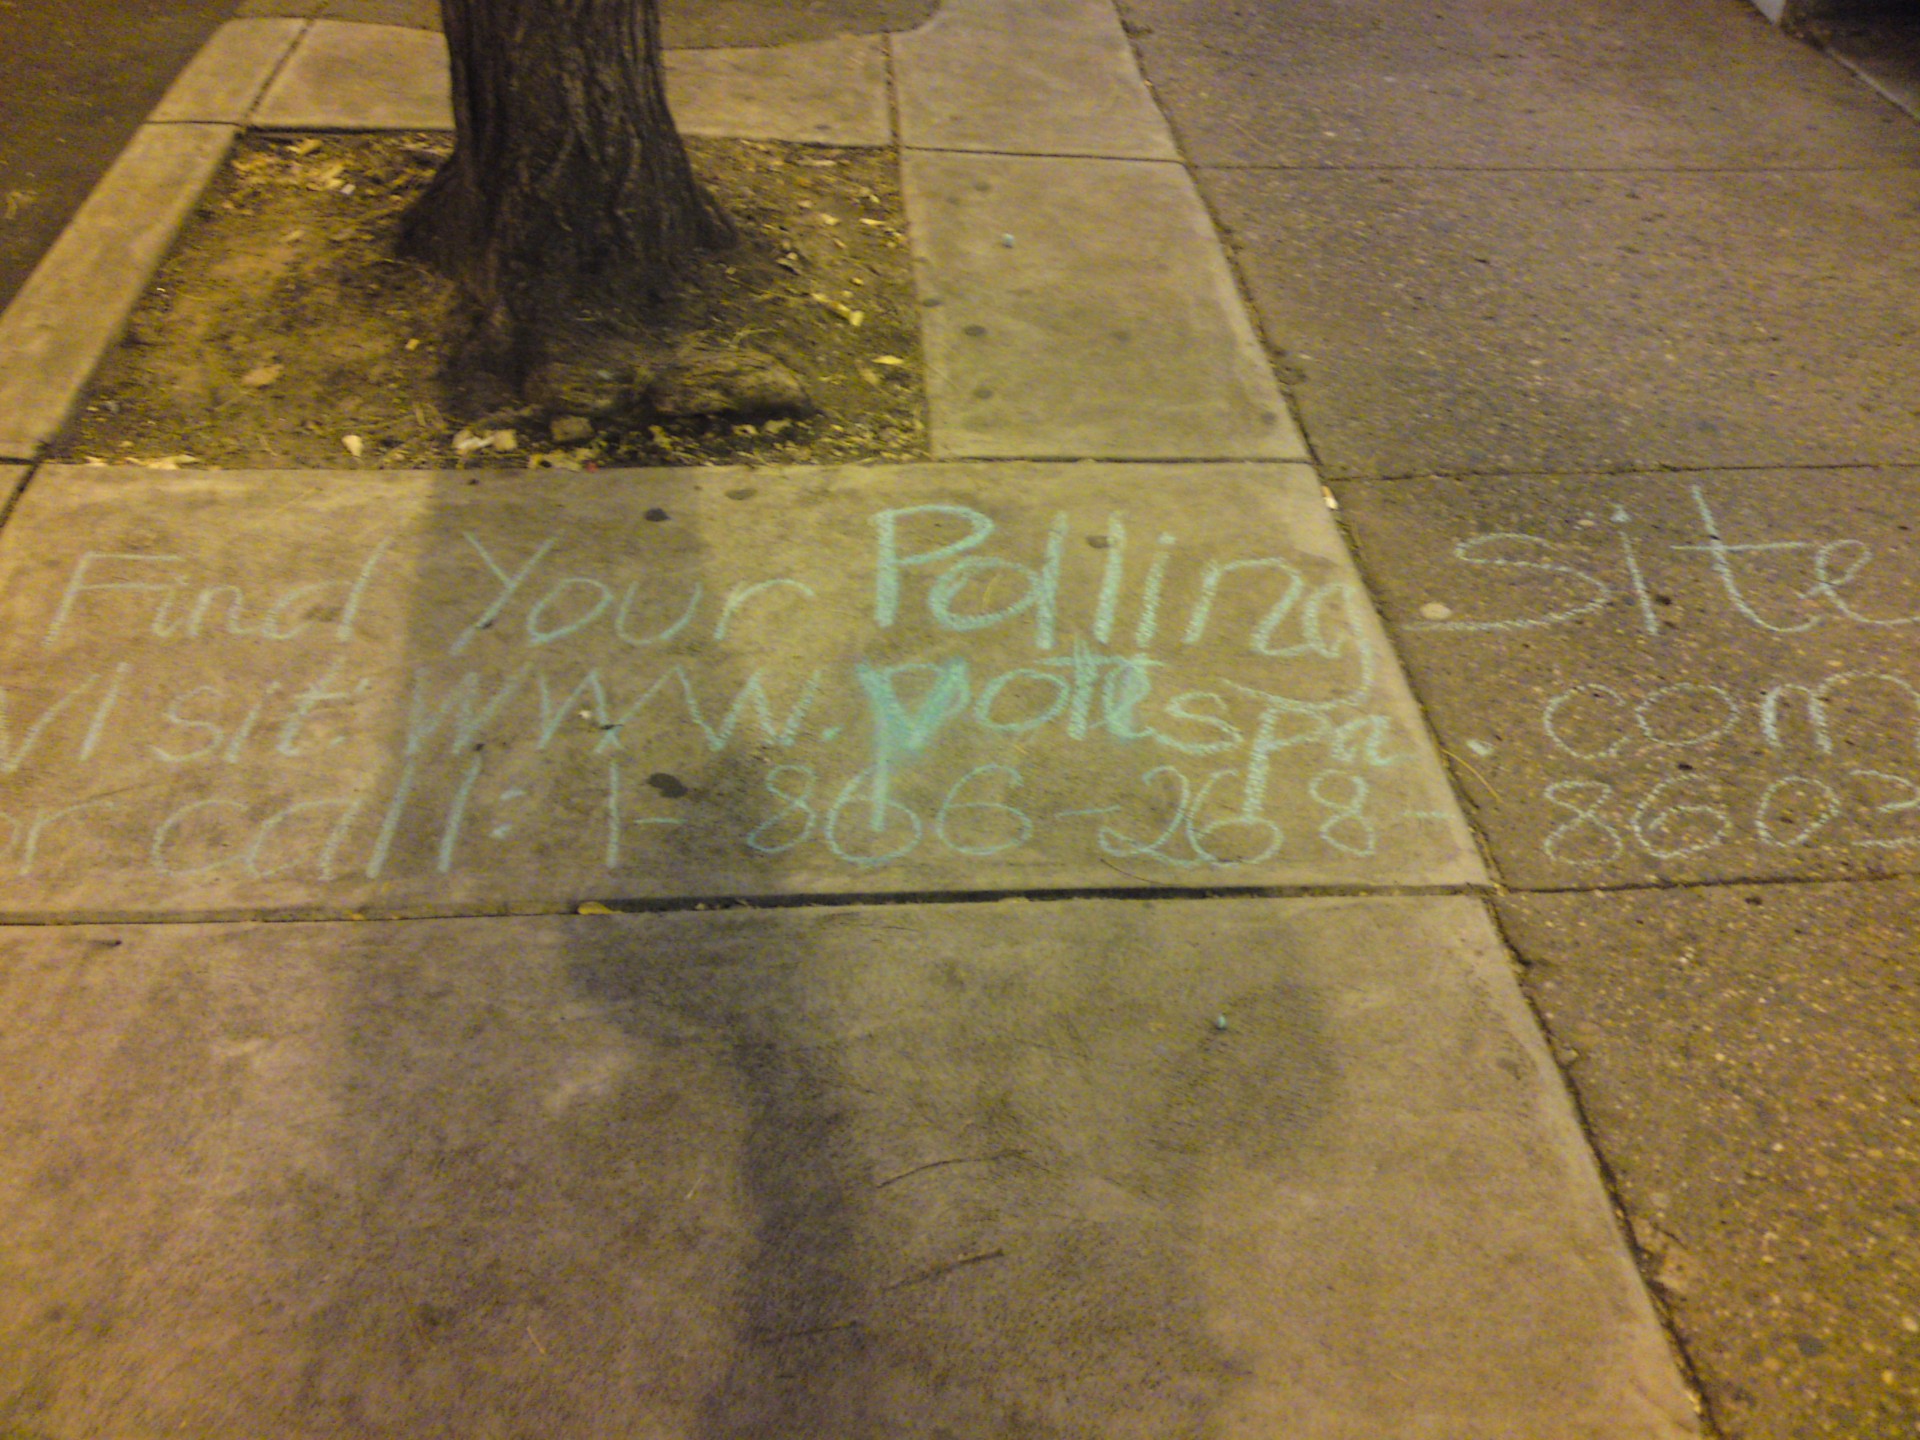 Find Your Polling Site
visit: www.votespa.com
or call: 1-866-268-8603